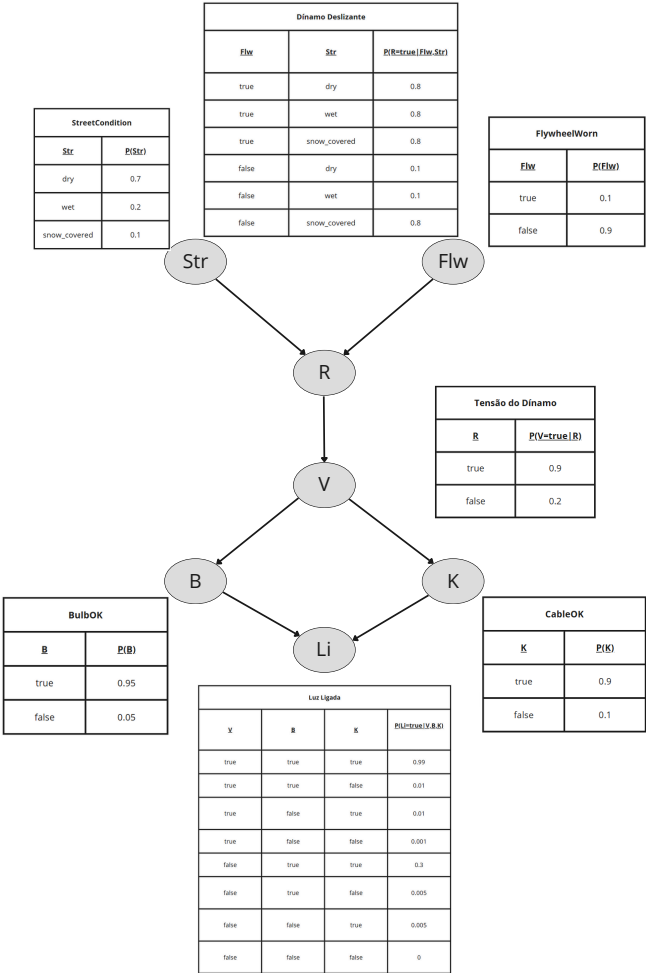 Dínamo Deslizante
Flw Str P(R=true|Flw,Str)
true dry 0.8
true wet 0.8
true snow_covered 0.8
false dry 0.1
false wet 0.1
false snow_covered 0.8
StreetCondition
Str P(Str)
dry 0.7
wet 0.2
snow_covered 0.1
FlywheelWorn
Flw P(Flw)
true 0.1
false 0.9
Str
Flw
R
Tensão do Dínamo
R P(V=true|R)
true 0.9
false 0.2
V
B
K
BulbOK
B P(B)
true 0.95
false 0.05
CableOK
K P(K)
true 0.9
false 0.1
Li
Luz Ligada
V B K P(Li=true|V,B,K)
true true true 0.99
true true false 0.01
true false true 0.01
true false false 0.001
false true true 0.3
false true false 0.005
false false true 0.005
false false false 0